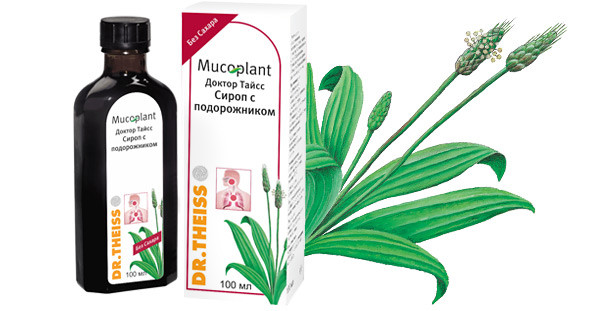 Mucoplant
Доктор Тайсс
Сироп с
подорожником
DR.THEISS
Без Сахара
100 мл
Без Сахара
Mucoplant
Доктор Тайсс
Сироп с
подорожником
DR.THEISS
100 мл